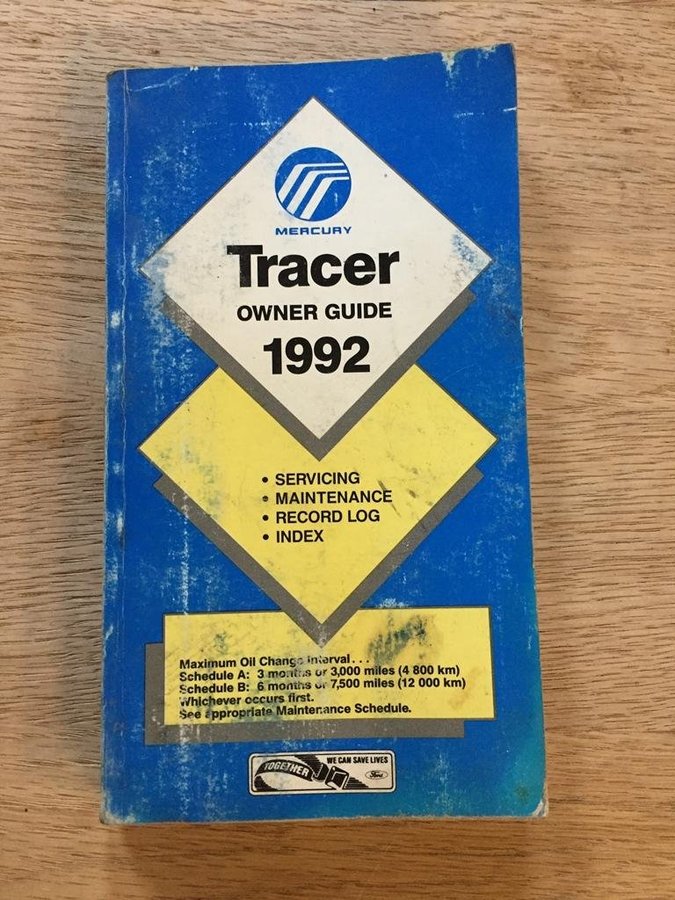 MERCURY
Tracer
OWNER GUIDE
1992
• SERVICING
• MAINTENANCE
• RECORD LOG
• INDEX
Maximum Oil Change Interval...
Schedule A: 3 months or 3,000 miles (4 800 km)
Schedule B: 6 months or 7,500 miles (12 000 km)
Whichever occurs first.
See appropriate Maintenance Schedule.
TOGETHER
WE CAN SAVE LIVES
Ford